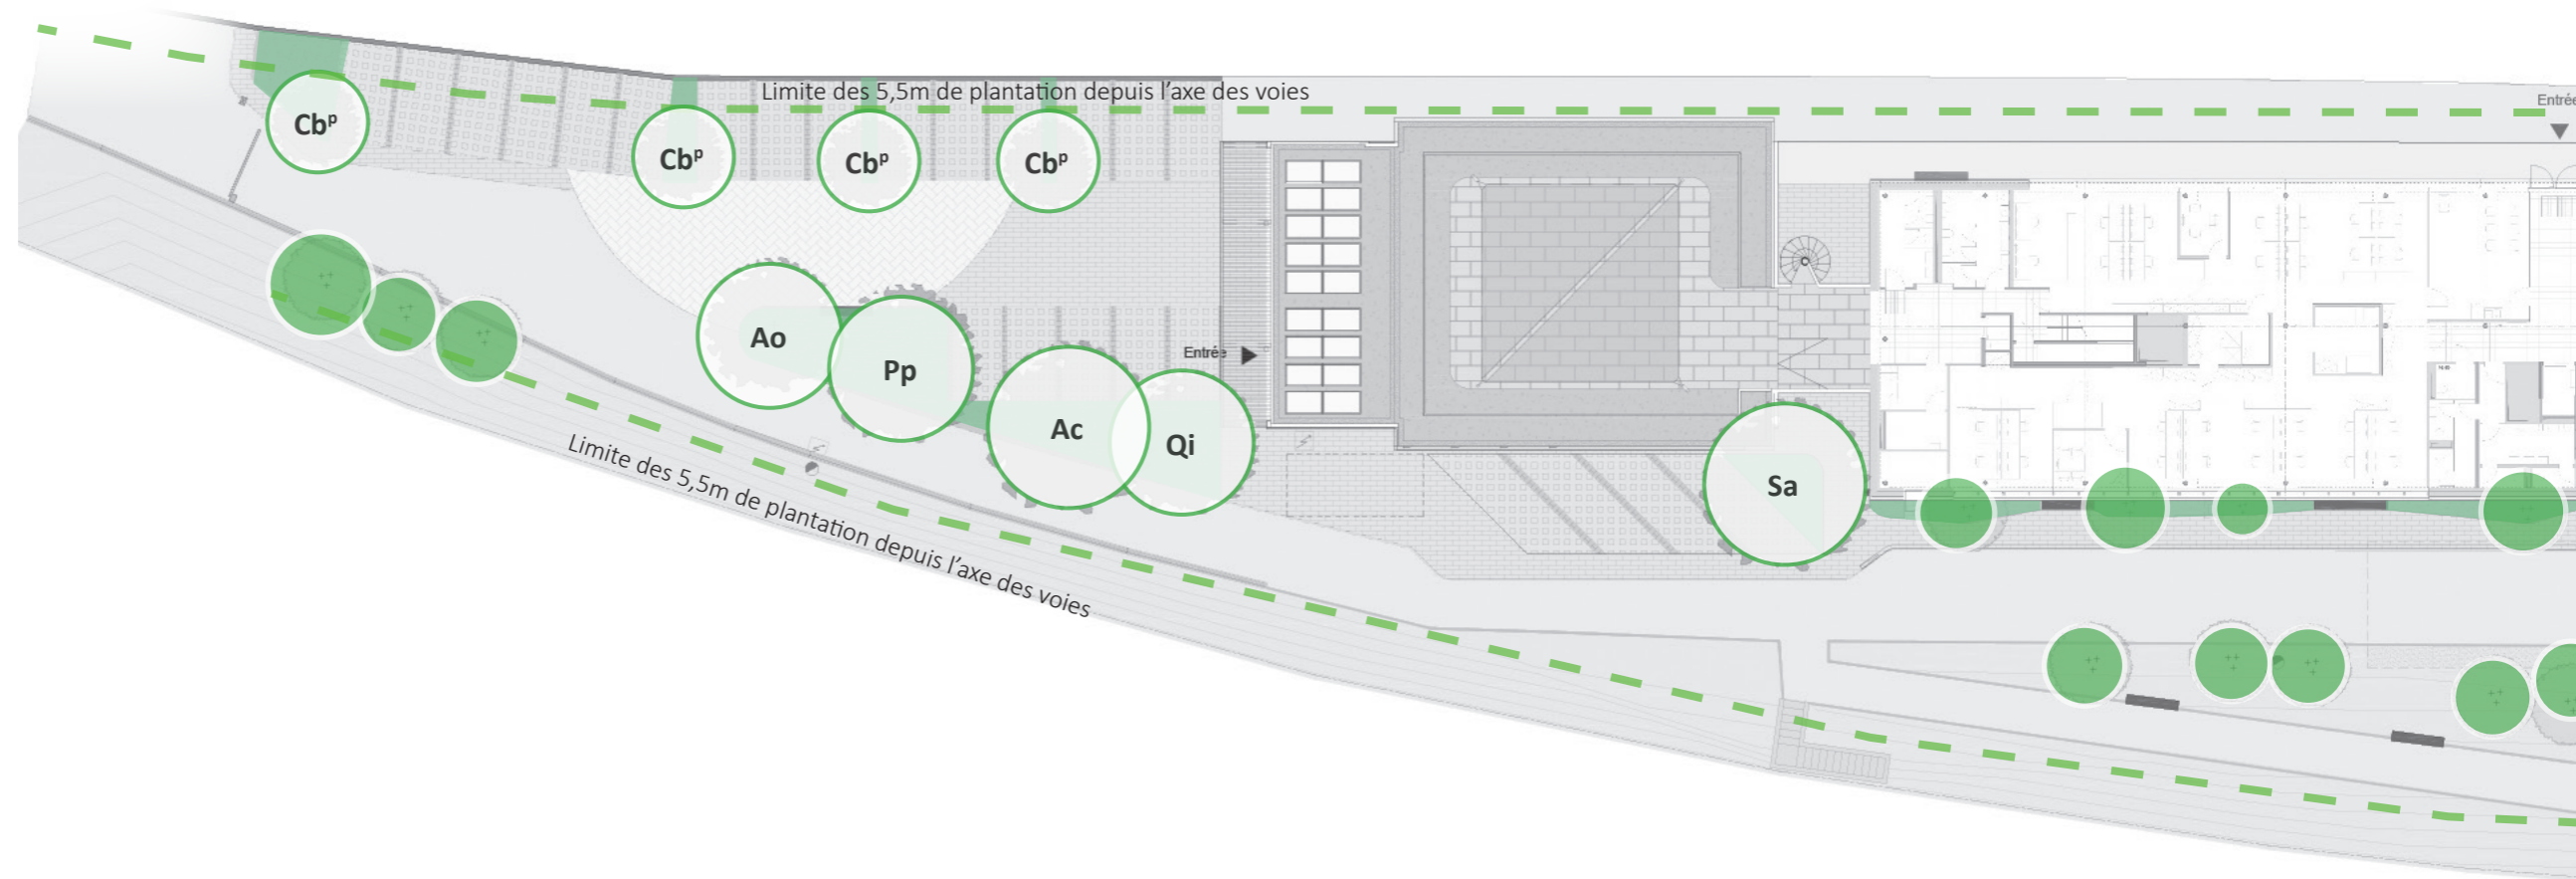 Limite des 5,5m de plantation depuis l'axe des voies
Entrée
Cbᵖ
Cbᵖ
Cbᵖ
Cbᵖ
Ao
Pp
Entrée
Ac
Qi
Sa
Limite des 5,5m de plantation depuis l'axe des voies